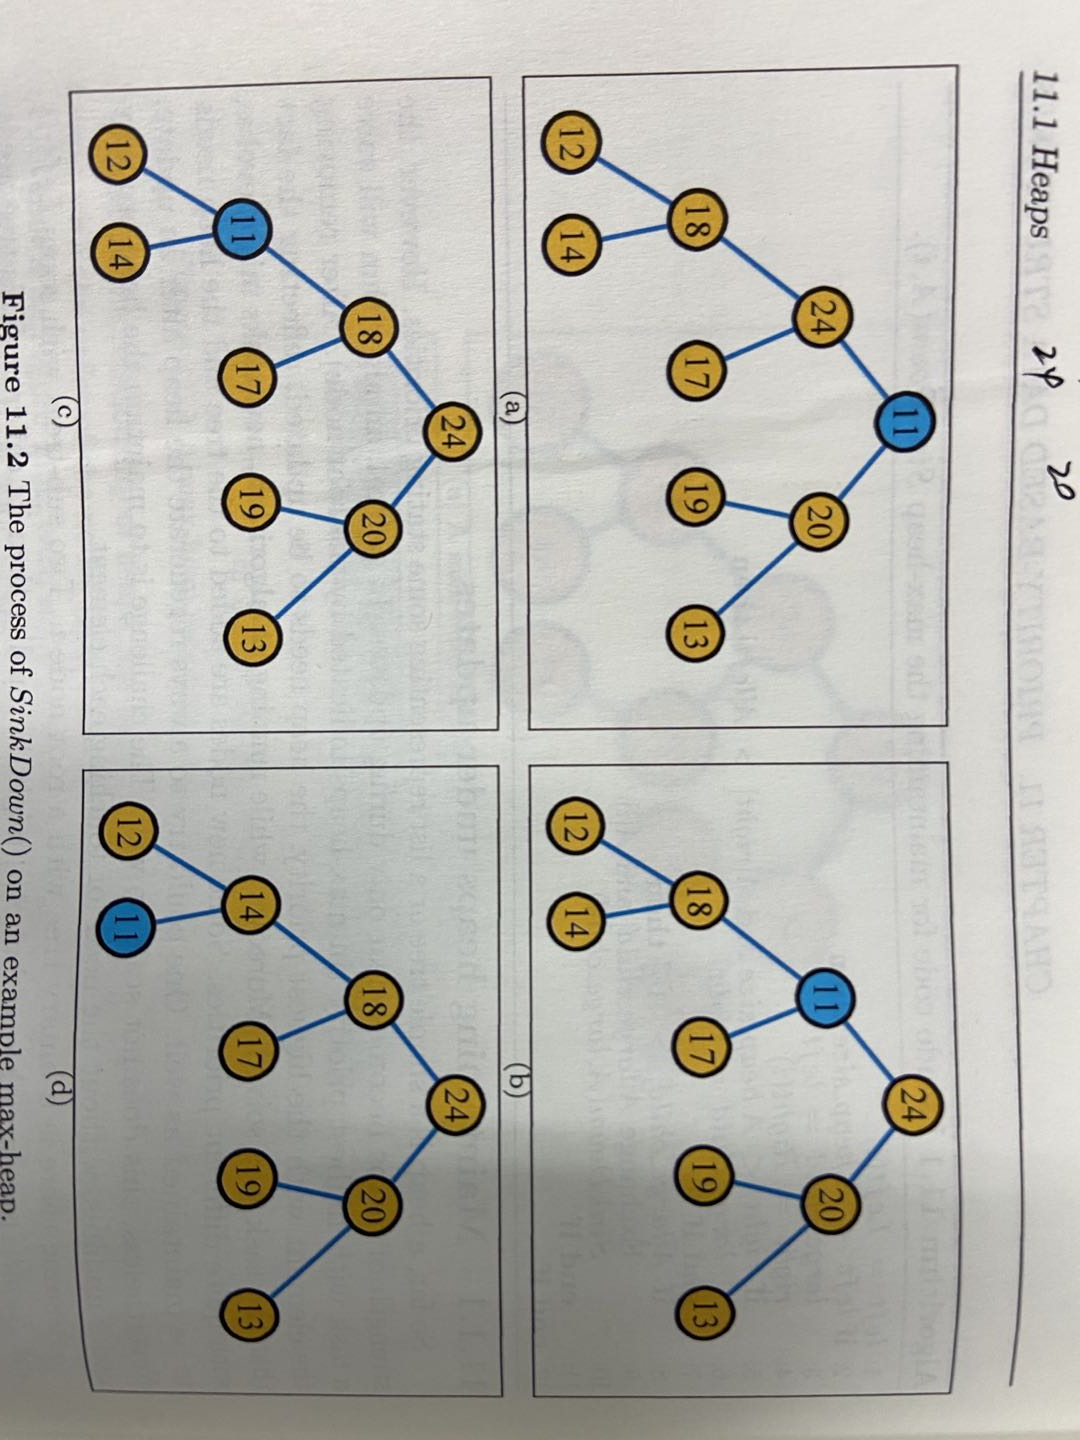 11.1 Heaps
24 20
11
24 20
18 17 19 13
12 14
(a)
24
11 20
18 17 19 13
12 14
(b)
24
18 20
11 17 19 13
12 14
(c)
24
18 20
14 17 19 13
12 11
(d)
Figure 11.2 The process of SinkDown() on an example max-heap.